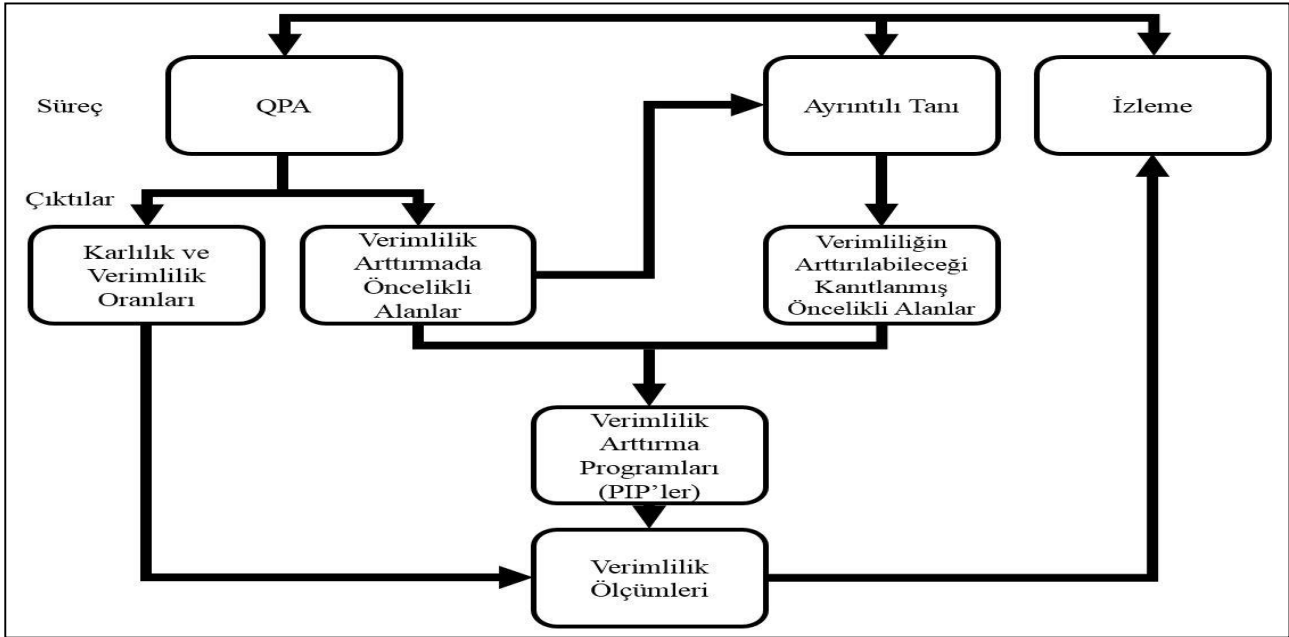 Süreç
QPA
Ayrıntılı Tanı
İzleme
Çıktılar
Karlılık ve
Verimlilik
Oranları
Verimlilik
Arttırmada
Öncelikli
Alanlar
Verimliliğin
Arttırılabileceği
Kanıtlanmış
Öncelikli Alanlar
Verimlilik
Arttırma
Programları
(PIP’ler)
Verimlilik
Ölçümleri